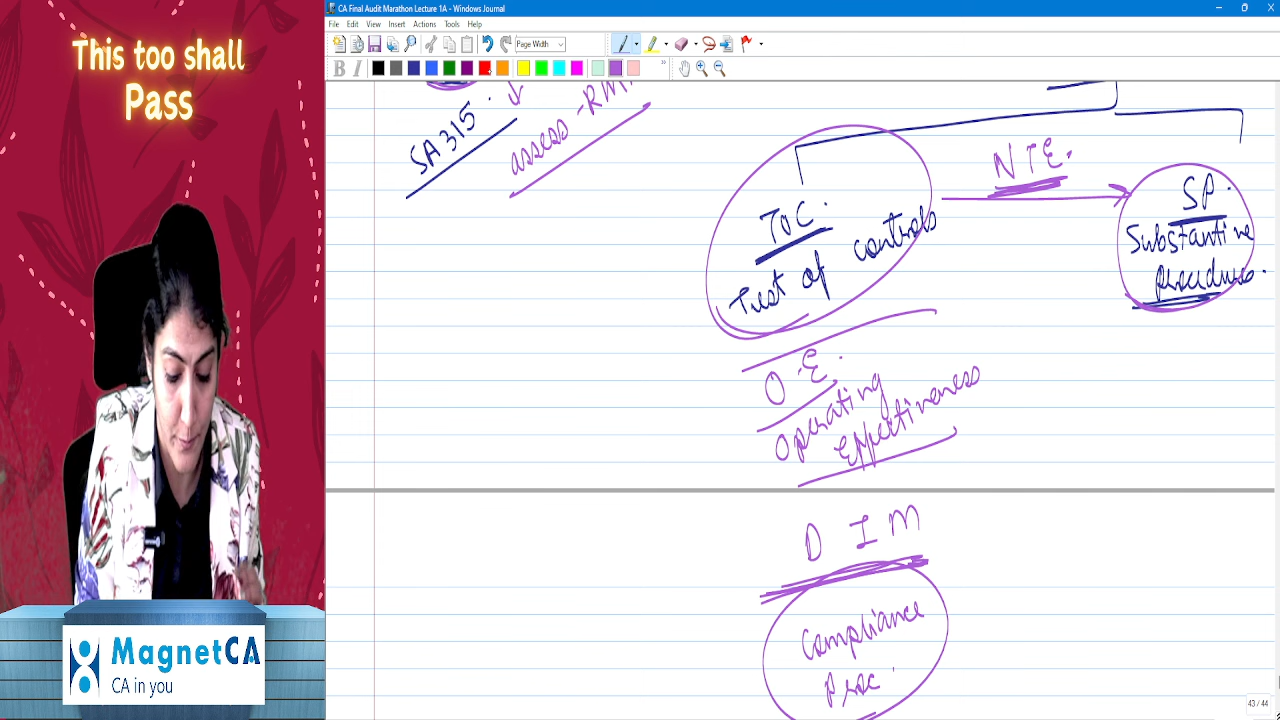 This too shall
Pass
CA Final Audit Marathon Lecture 1A - Windows Journal
File Edit View Insert Actions Tools Help
Page Width
B I
SA 315.
assess - RMM
NTE.
TOC.
Test of controls
SP.
Substantive
procedures.
O.E.
Operating
Effectiveness
D I M
Compliance
Proc
MagnetCA
CA in you
43 / 44